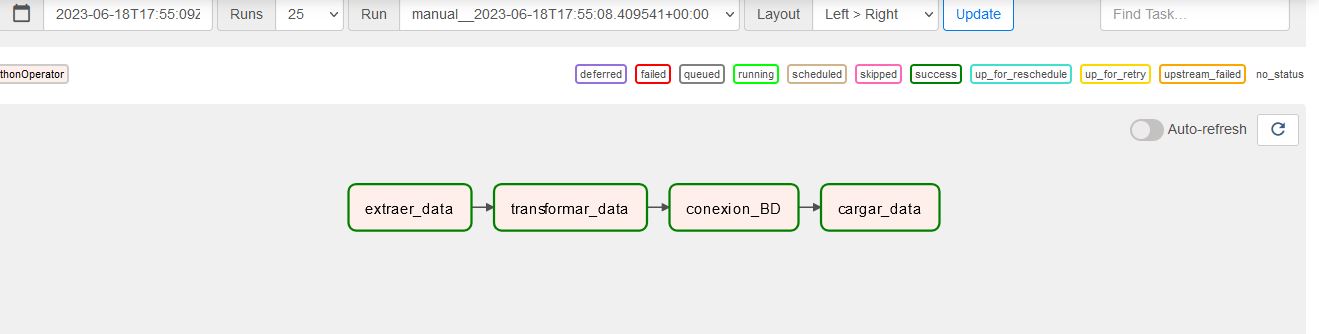 2023-06-18T17:55:09Z Runs 25 Run manual__2023-06-18T17:55:08.409541+00:00 Layout Left > Right Update Find Task...
thonOperator deferred failed queued running scheduled skipped success up_for_reschedule up_for_retry upstream_failed no_status
Auto-refresh
extraer_data transformar_data conexion_BD cargar_data